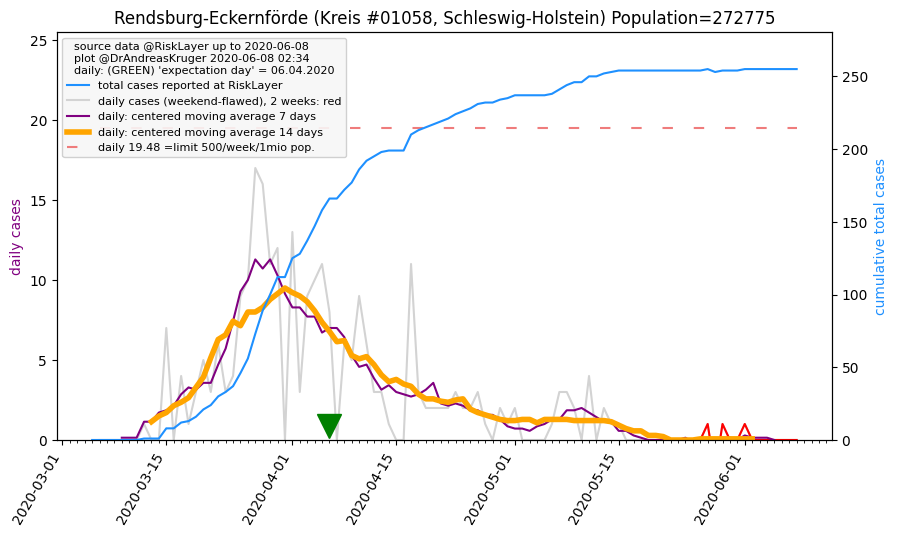 Rendsburg-Eckernförde (Kreis #01058, Schleswig-Holstein) Population=272775
source data @RiskLayer up to 2020-06-08
plot @DrAndreasKruger 2020-06-08 02:34
daily: (GREEN) 'expectation day' = 06.04.2020
total cases reported at RiskLayer
daily cases (weekend-flawed), 2 weeks: red
daily: centered moving average 7 days
daily: centered moving average 14 days
daily 19.48 =limit 500/week/1mio pop.
daily cases
25
20
15
10
5
0
cumulative total cases
250
200
150
100
50
0
2020-03-01
2020-03-15
2020-04-01
2020-04-15
2020-05-01
2020-05-15
2020-06-01